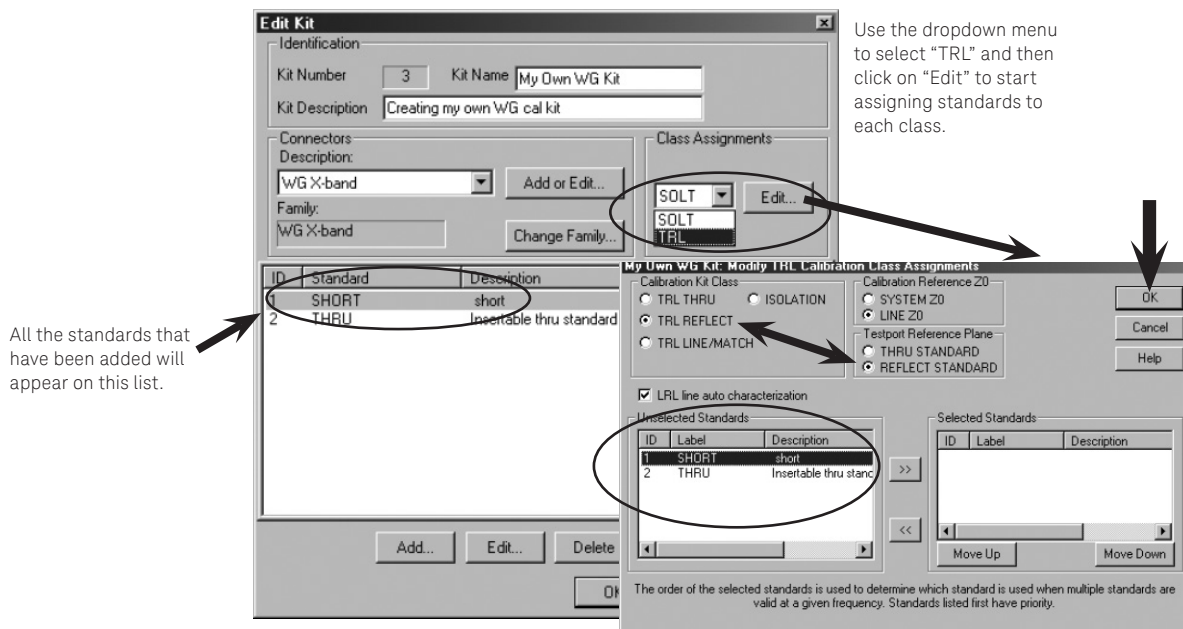 Edit Kit
Identification
Kit Number 3 Kit Name My Own WG Kit
Kit Description Creating my own WG cal kit
Connectors
Description:
WG X-band
Add or Edit...
Family:
WG X-band
Change Family...
Class Assignments
SOLT
Edit...
SOLT
TRL
ID Standard Description
1 SHORT short
2 THRU Insertable thru standard
Add... Edit... Delete
Use the dropdown menu
to select “TRL” and then
click on “Edit” to start
assigning standards to
each class.
All the standards that
have been added will
appear on this list.
My Own WG Kit: Modify TRL Calibration Class Assignments
Calibration Kit Class
TRL THRU ISOLATION
TRL REFLECT
TRL LINE/MATCH
Calibration Reference Z0
SYSTEM Z0
LINE Z0
Testport Reference Plane
THRU STANDARD
REFLECT STANDARD
OK
Cancel
Help
LRL line auto characterization
Unselected Standards
ID Label Description
1 SHORT short
2 THRU Insertable thru stanc
>>
<<
Selected Standards
ID Label Description
Move Up Move Down
The order of the selected standards is used to determine which standard is used when multiple standards are
valid at a given frequency. Standards listed first have priority.